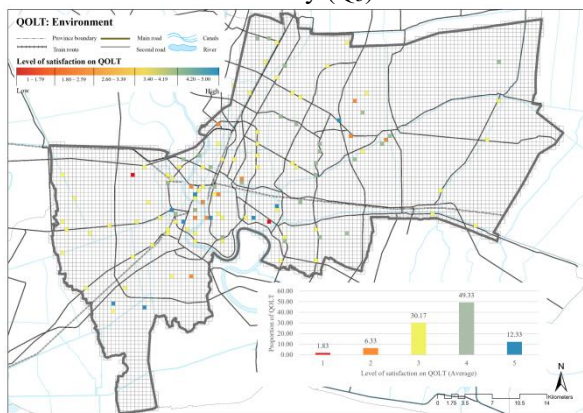 QOLT: Environment
Province boundary Main road Canals
Train route Second road River
Level of satisfaction on QOLT
1 – 1.79 1.80 – 2.59 2.60 – 3.39 3.40 – 4.19 4.20 – 5.00
Low High
Proportion of QOLT
60.00
50.00
40.00
30.00
20.00
10.00
0.00
1.83 6.33 30.17 49.33 12.33
1 2 3 4 5
Level of satisfaction on QOLT (Average)
N
0 1.75 3.5 7 10.5 14
Kilometers